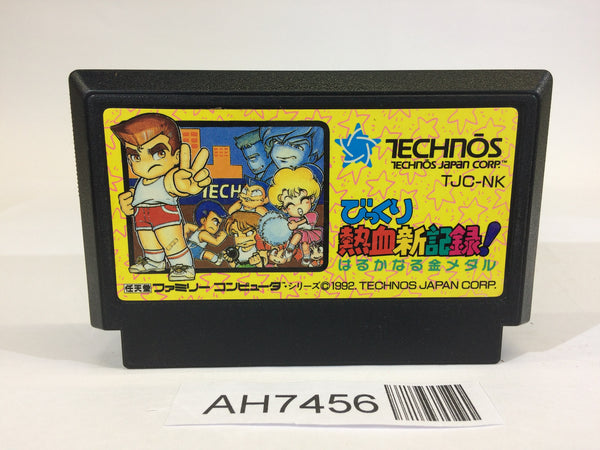 TECHNŌS
TECHNŌS JAPAN CORP.™
TJC-NK
TECH
びっくり
熱血新記録!
はるかなる金メダル
任天堂 ファミリー コンピュータ・シリーズ©1992. TECHNOS JAPAN CORP.
AH7456